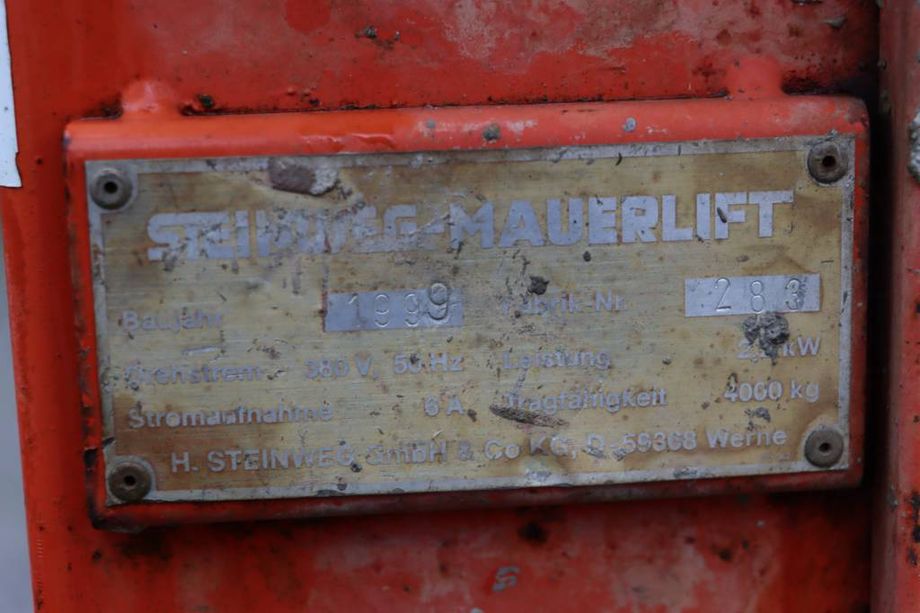 STEINWEG-MAUERLIFT
Baujahr 1999 Fabrik-Nr. 283
Drehstrom 380 V, 50 Hz Leistung kW
Stromaufnahme 6 A Tragfähigkeit 4000 kg
H. STEINWEG GmbH & Co KG, D-59368 Werne